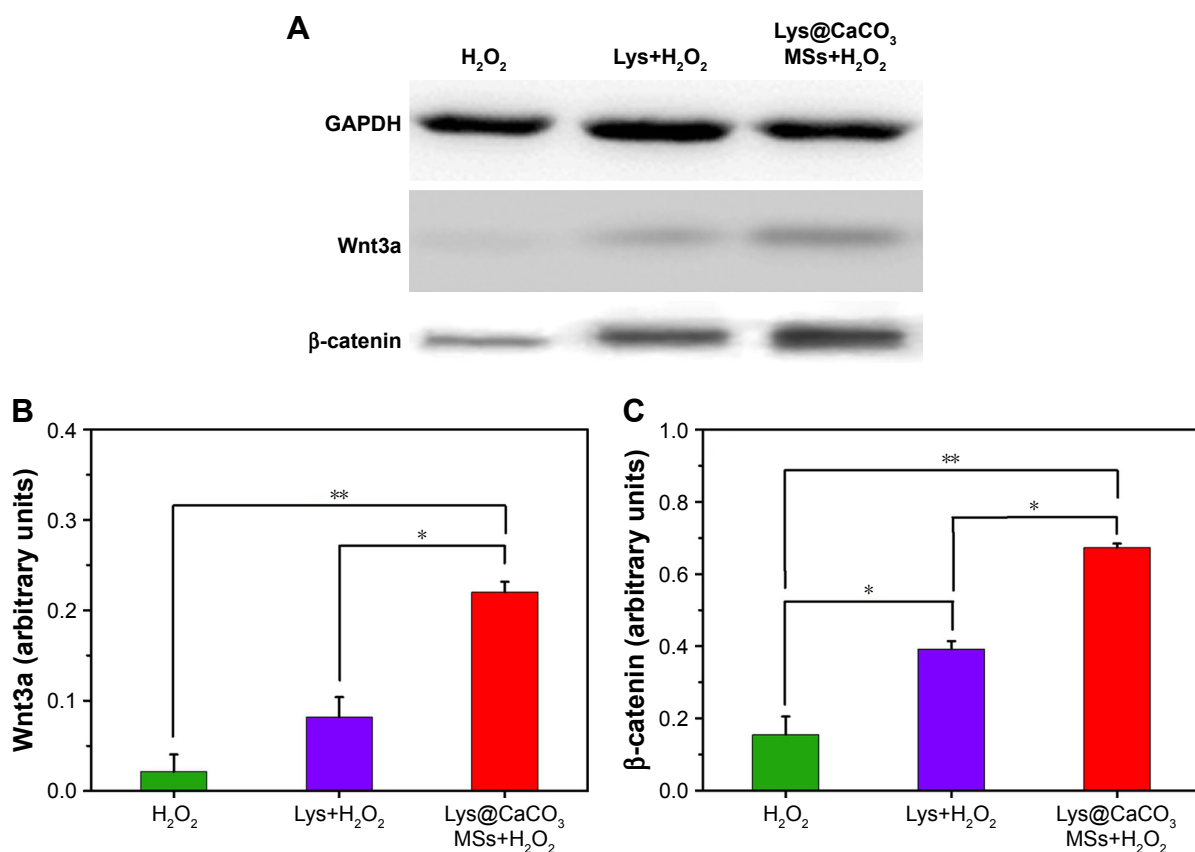 A
H₂O₂
Lys+H₂O₂
Lys@CaCO₃
MSs+H₂O₂
GAPDH
Wnt3a
β-catenin
B
Wnt3a (arbitrary units)
0.4
0.3
0.2
0.1
0.0
**
*
H₂O₂
Lys+H₂O₂
Lys@CaCO₃
MSs+H₂O₂
C
β-catenin (arbitrary units)
1.0
0.8
0.6
0.4
0.2
0.0
**
*
*
H₂O₂
Lys+H₂O₂
Lys@CaCO₃
MSs+H₂O₂